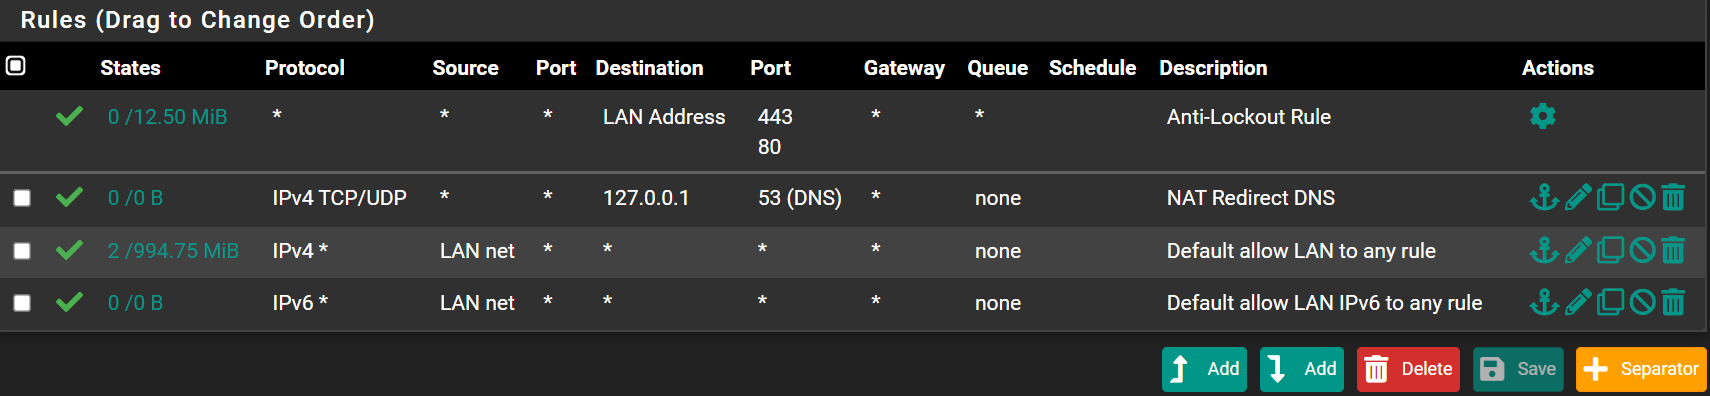 Rules (Drag to Change Order)
States Protocol Source Port Destination Port Gateway Queue Schedule Description Actions
0 /12.50 MiB * * * LAN Address 443 * * Anti-Lockout Rule
80
0 /0 B IPv4 TCP/UDP * * 127.0.0.1 53 (DNS) * none NAT Redirect DNS
2 /994.75 MiB IPv4 * LAN net * * * * none Default allow LAN to any rule
0 /0 B IPv6 * LAN net * * * * none Default allow LAN IPv6 to any rule
Add Add Delete Save Separator